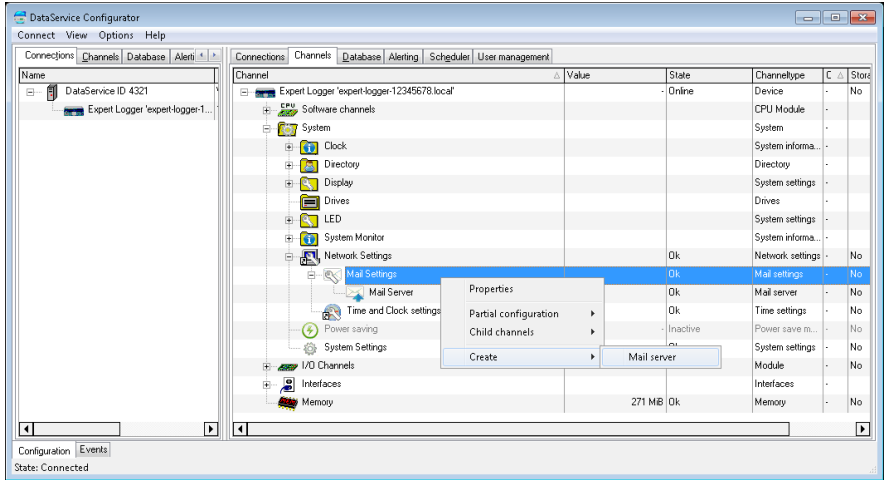 DataService Configurator
Connect View Options Help
Connections Channels Database Alerti
Connections Channels Database Alerting Scheduler User management
Name
Channel Value State Channeltype C Stora
DataService ID 4321
Expert Logger 'expert-logger-1...
Expert Logger 'expert-logger-12345678.local' - Online Device - No
Software channels CPU Module -
System System -
Clock System informa... -
Directory Directory -
Display System settings -
Drives Drives -
LED System settings -
System Monitor System informa... -
Network Settings Ok Network settings - No
Mail Settings Ok Mail settings - No
Mail Server Ok Mail server - No
Time and Clock settings Ok Time settings - No
Power saving - Inactive Power save m... - No
System Settings System settings - No
I/O Channels Module - No
Interfaces Interfaces -
Memory 271 MiB Ok Memory - No
Properties
Partial configuration
Child channels
Create
Mail server
Configuration Events
State: Connected